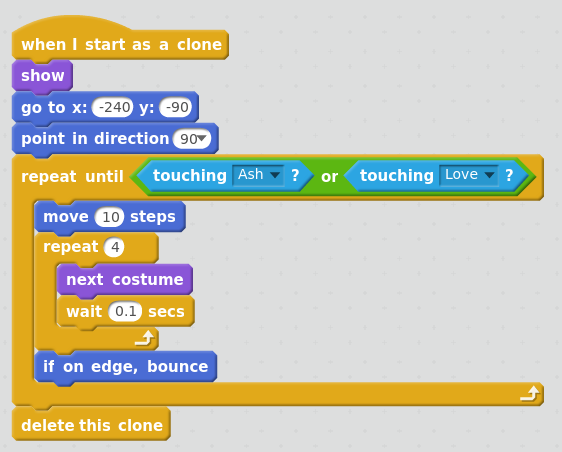 when I start as a clone
show
go to x: -240 y: -90
point in direction 90
repeat until touching Ash ? or touching Love ?
move 10 steps
repeat 4
next costume
wait 0.1 secs
if on edge, bounce
delete this clone